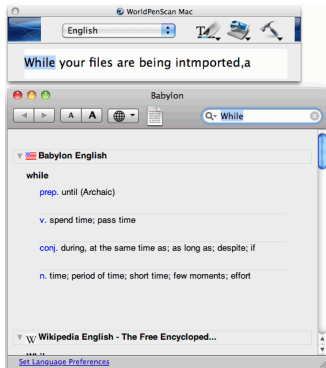 WorldPenScan Mac
English
While your files are being intmported,a
Babylon
A A While
Babylon English
while
prep. until (Archaic)
v. spend time; pass time
conj. during, at the same time as; as long as; despite; if
n. time; period of time; short time; few moments; effort
W Wikipedia English - The Free Encycloped...
Set Language Preferences